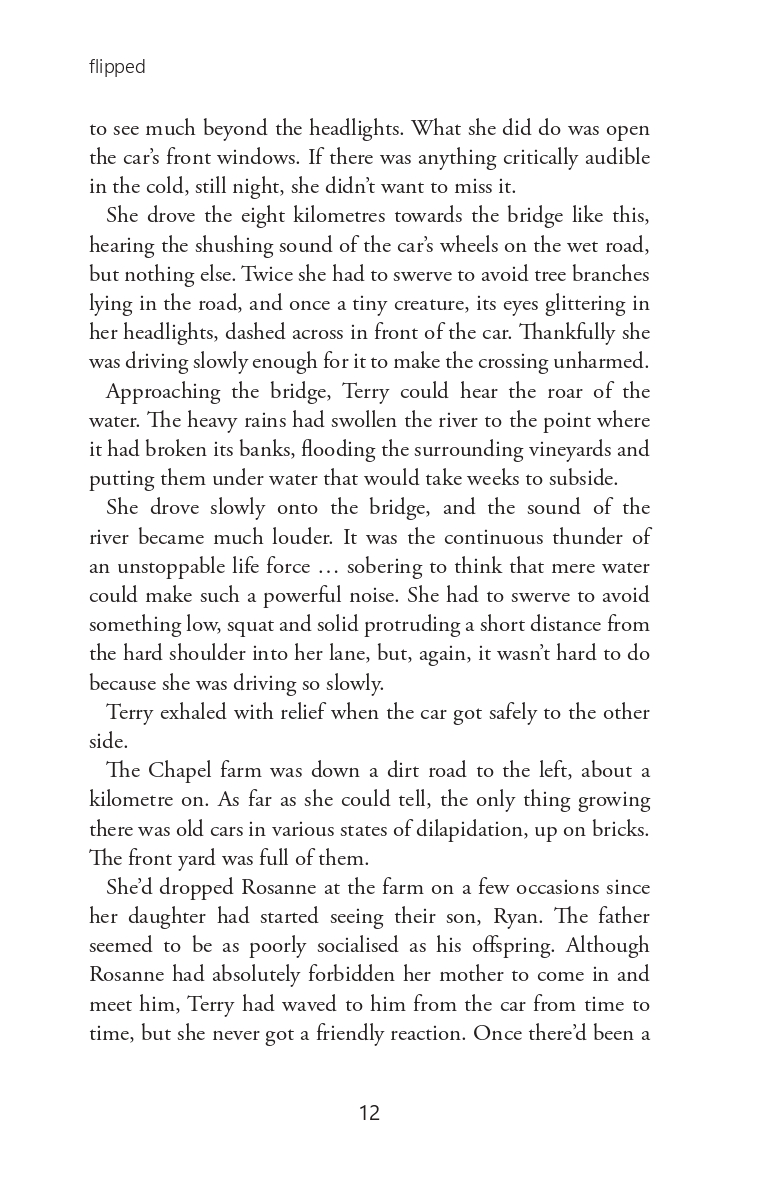 flipped
to see much beyond the headlights. What she did do was open
the car’s front windows. If there was anything critically audible
in the cold, still night, she didn’t want to miss it.
She drove the eight kilometres towards the bridge like this,
hearing the shushing sound of the car’s wheels on the wet road,
but nothing else. Twice she had to swerve to avoid tree branches
lying in the road, and once a tiny creature, its eyes glittering in
her headlights, dashed across in front of the car. Thankfully she
was driving slowly enough for it to make the crossing unharmed.
Approaching the bridge, Terry could hear the roar of the
water. The heavy rains had swollen the river to the point where
it had broken its banks, flooding the surrounding vineyards and
putting them under water that would take weeks to subside.
She drove slowly onto the bridge, and the sound of the
river became much louder. It was the continuous thunder of
an unstoppable life force … sobering to think that mere water
could make such a powerful noise. She had to swerve to avoid
something low, squat and solid protruding a short distance from
the hard shoulder into her lane, but, again, it wasn’t hard to do
because she was driving so slowly.
Terry exhaled with relief when the car got safely to the other
side.
The Chapel farm was down a dirt road to the left, about a
kilometre on. As far as she could tell, the only thing growing
there was old cars in various states of dilapidation, up on bricks.
The front yard was full of them.
She’d dropped Rosanne at the farm on a few occasions since
her daughter had started seeing their son, Ryan. The father
seemed to be as poorly socialised as his offspring. Although
Rosanne had absolutely forbidden her mother to come in and
meet him, Terry had waved to him from the car from time to
time, but she never got a friendly reaction. Once there’d been a
12